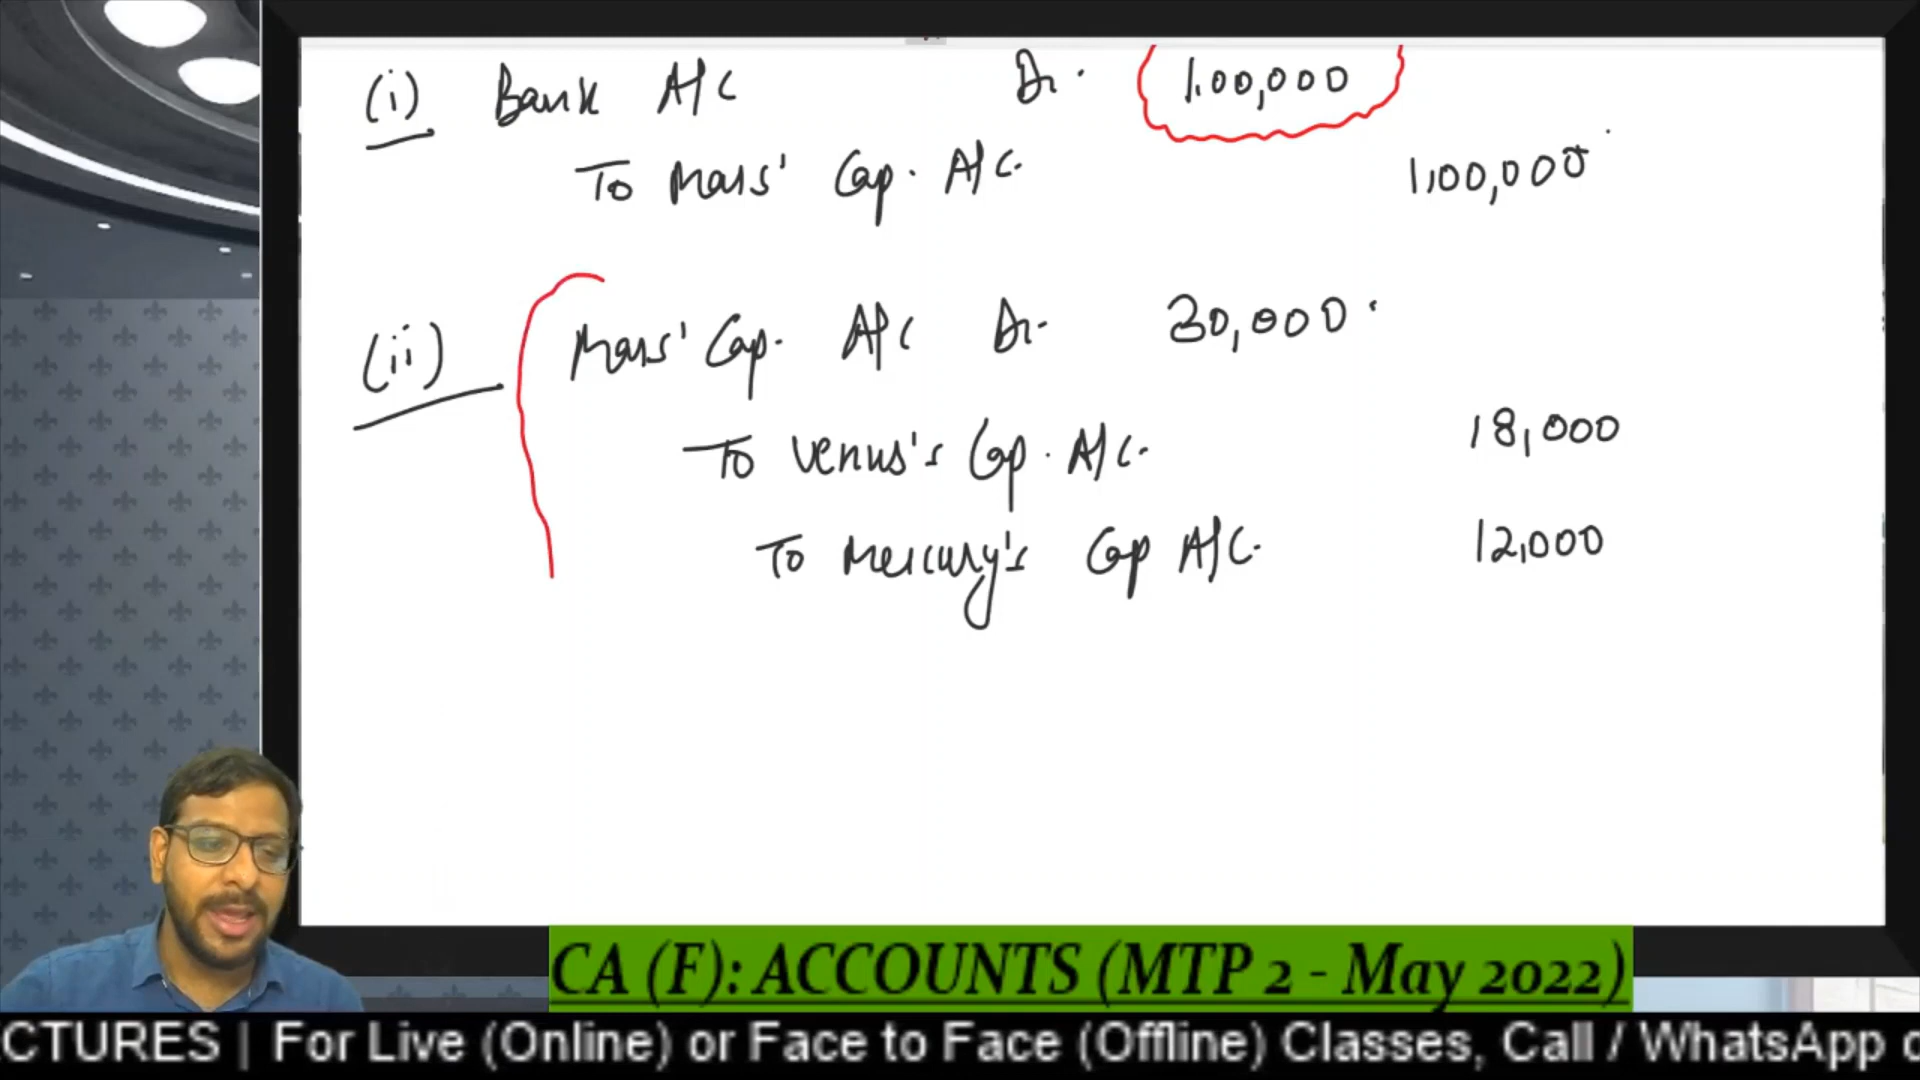 (i) Bank A/C Dr. 1,00,000
To Mars' Cap. A/C. 1,00,000
(ii) Mars' Cap. A/C Dr. 30,000
To Venus's Cap. A/C. 18,000
To Mercury's Cap A/C. 12,000
CA (F): ACCOUNTS (MTP 2 - May 2022)
CTURES | For Live (Online) or Face to Face (Offline) Classes, Call / WhatsApp o